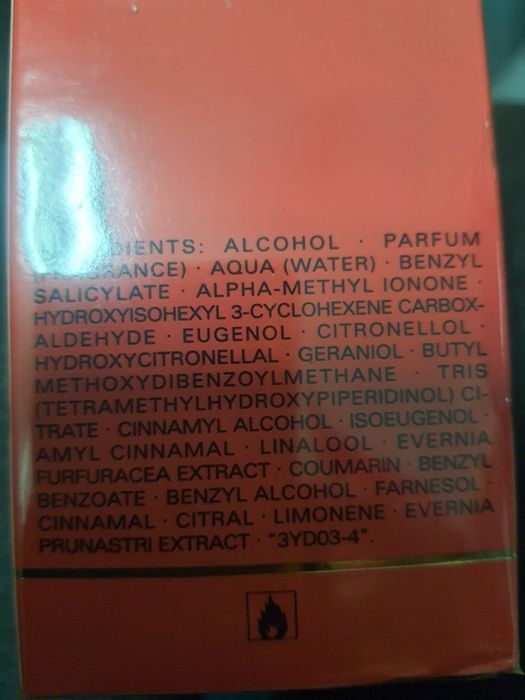 DIENTS: ALCOHOL · PARFUM
RANCE) · AQUA (WATER) · BENZYL
SALICYLATE · ALPHA-METHYL IONONE ·
HYDROXYISOHEXYL 3-CYCLOHEXENE CARBOX-
ALDEHYDE · EUGENOL · CITRONELLOL ·
HYDROXYCITRONELLAL · GERANIOL · BUTYL
METHOXYDIBENZOYLMETHANE · TRIS
(TETRAMETHYLHYDROXYPIPERIDINOL) CI-
TRATE · CINNAMYL ALCOHOL · ISOEUGENOL ·
AMYL CINNAMAL · LINALOOL · EVERNIA
FURFURACEA EXTRACT · COUMARIN · BENZYL
BENZOATE · BENZYL ALCOHOL · FARNESOL ·
CINNAMAL · CITRAL · LIMONENE · EVERNIA
PRUNASTRI EXTRACT · "3YD03-4".